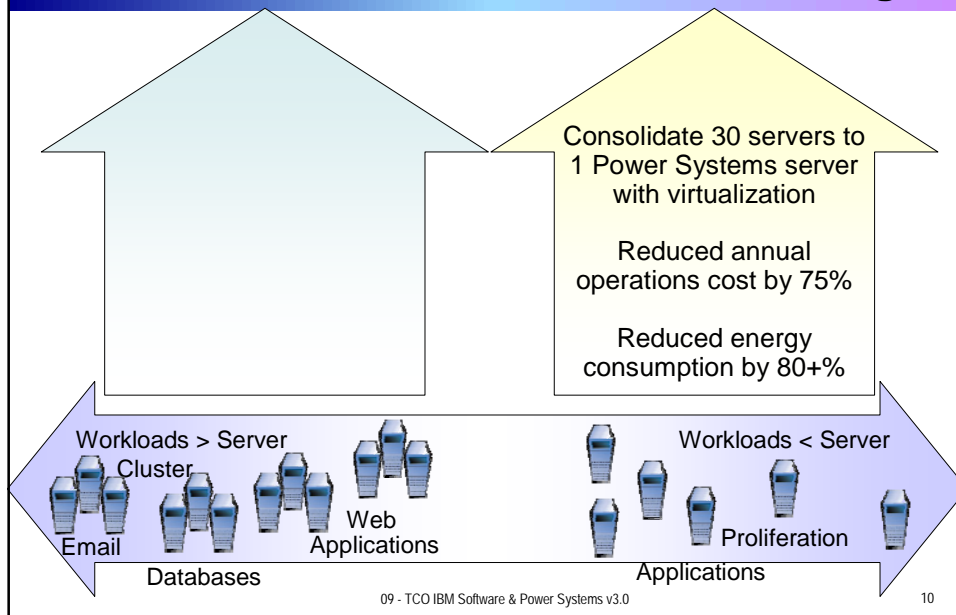 Consolidate 30 servers to
1 Power Systems server
with virtualization
Reduced annual
operations cost by 75%
Reduced energy
consumption by 80+%
Workloads > Server
Cluster
Email
Databases
Web
Applications
Workloads < Server
Proliferation
Applications
09 - TCO IBM Software & Power Systems v3.0
10